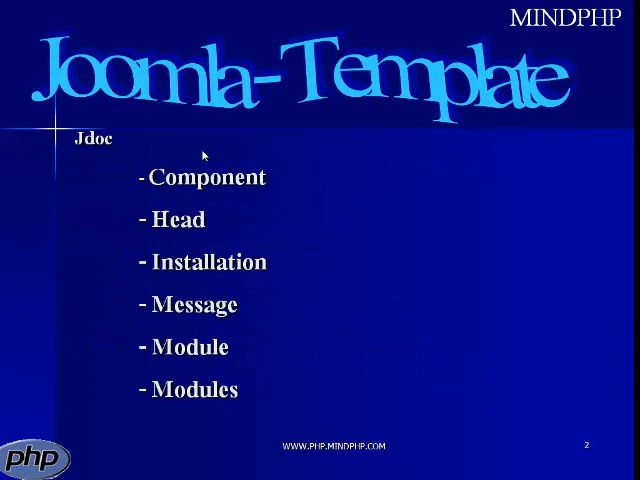 MINDPHP
Joomla-Template
Jdoc
- Component
- Head
- Installation
- Message
- Module
- Modules
WWW.PHP.MINDPHP.COM
2
php